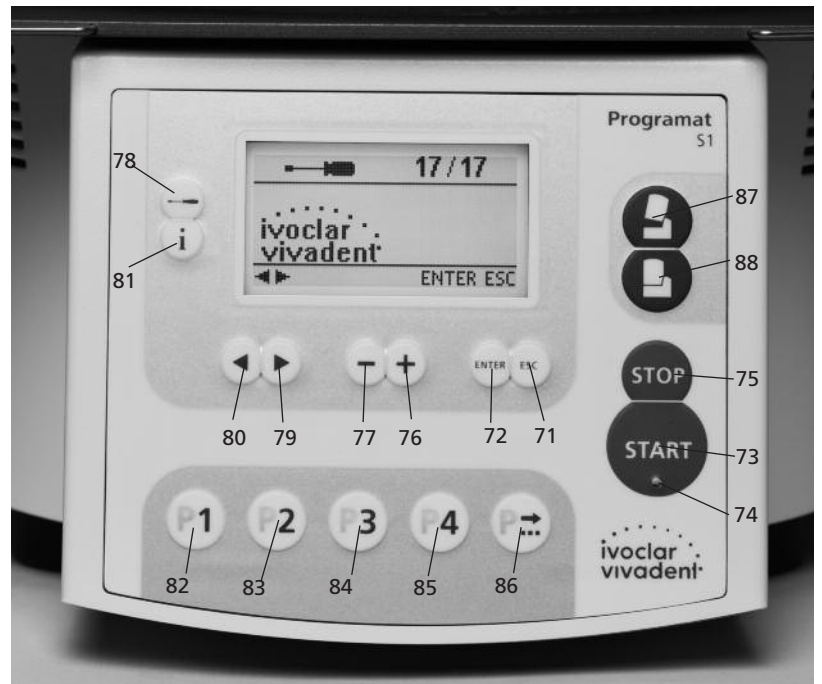 Programat
S1
78
17/17
87
i
ivoclar
vivadent
88
81
ENTER ESC
- +
ENTER ESC
STOP
75
80 79 77 76 72 71
START
73
74
P1 P2 P3 P4 P
82 83 84 85 86
ivoclar
vivadent